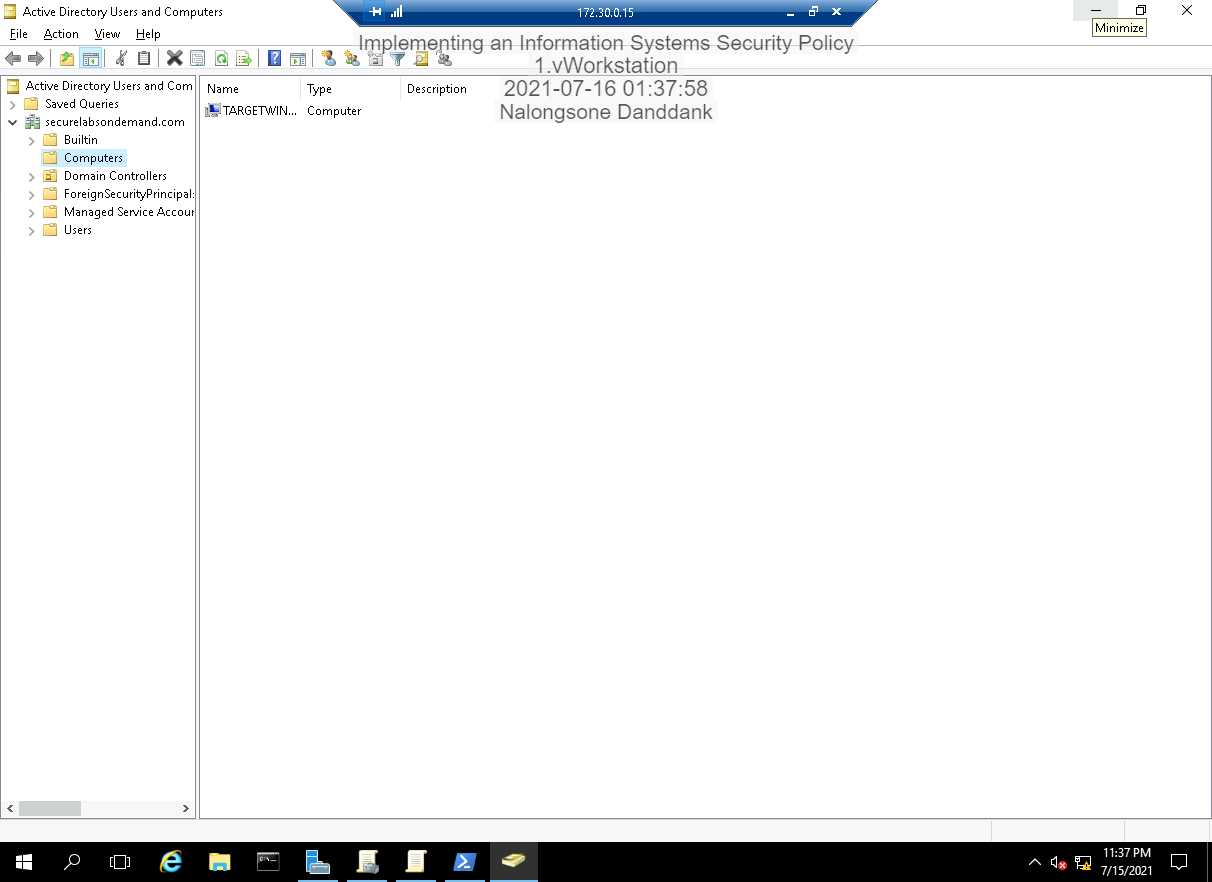 Active Directory Users and Computers
172.30.0.15
File Action View Help
Minimize
Implementing an Information Systems Security Policy
1.vWorkstation
2021-07-16 01:37:58
Nalongsone Danddank
Active Directory Users and Com
Saved Queries
securelabsondemand.com
Builtin
Computers
Domain Controllers
ForeignSecurityPrincipal
Managed Service Accour
Users
Name Type Description
TARGETWIN... Computer
11:37 PM
7/15/2021